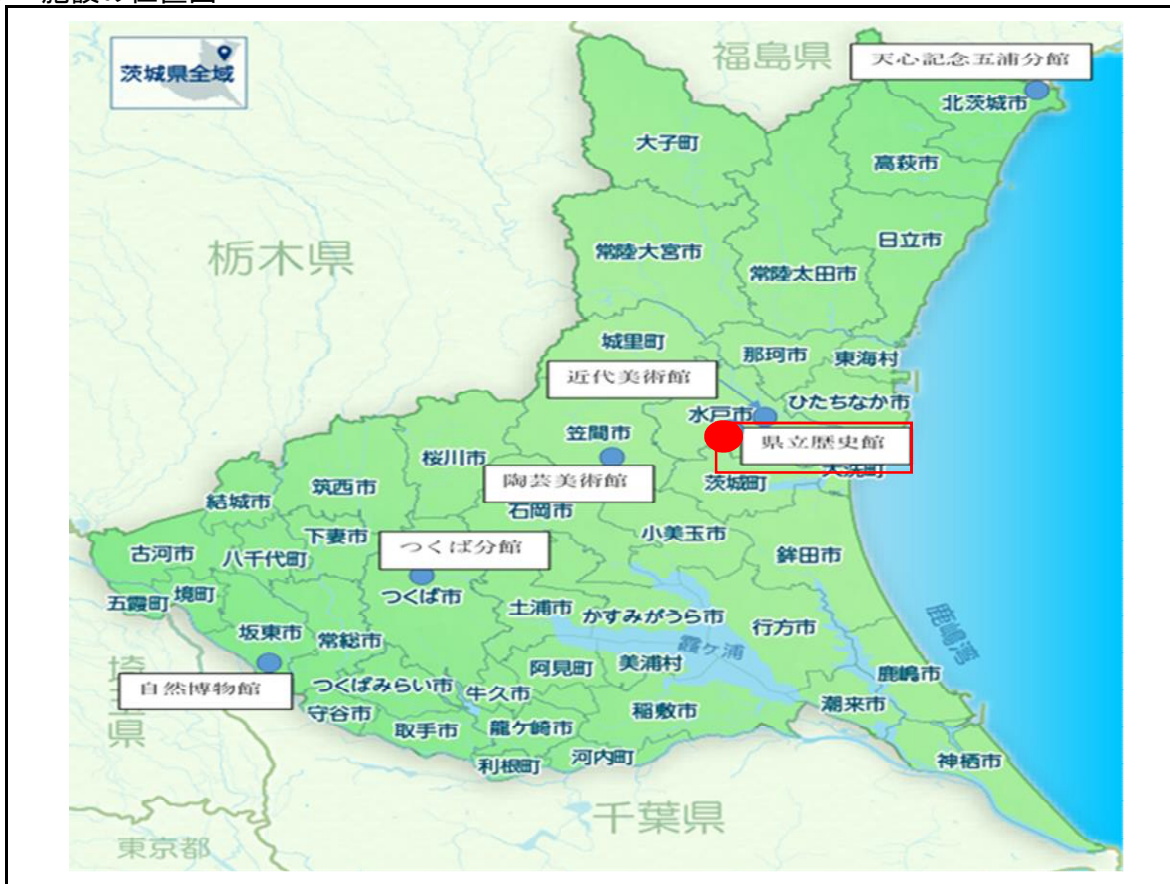 施設の位置図
茨城県全域
福島県
天心記念五浦分館
北茨城市
大子町
高萩市
栃木県
常陸大宮市
日立市
常陸太田市
城里町
那珂市
東海村
近代美術館
ひたちなか市
水戸市
笠間市
県立歴史館
桜川市
大洗町
陶芸美術館
茨城町
筑西市
結城市
石岡市
下妻市
小美玉市
つくば分館
古河市
八千代町
鉾田市
つくば市
五霞町
境町
土浦市
かすみがうら市
行方市
鹿嶋湾
坂東市
常総市
霞ヶ浦
阿見町
美浦村
埼玉県
自然博物館
つくばみらい市
牛久市
鹿嶋市
守谷市
稲敷市
潮来市
取手市
龍ケ崎市
利根町
河内町
神栖市
千葉県
東京都